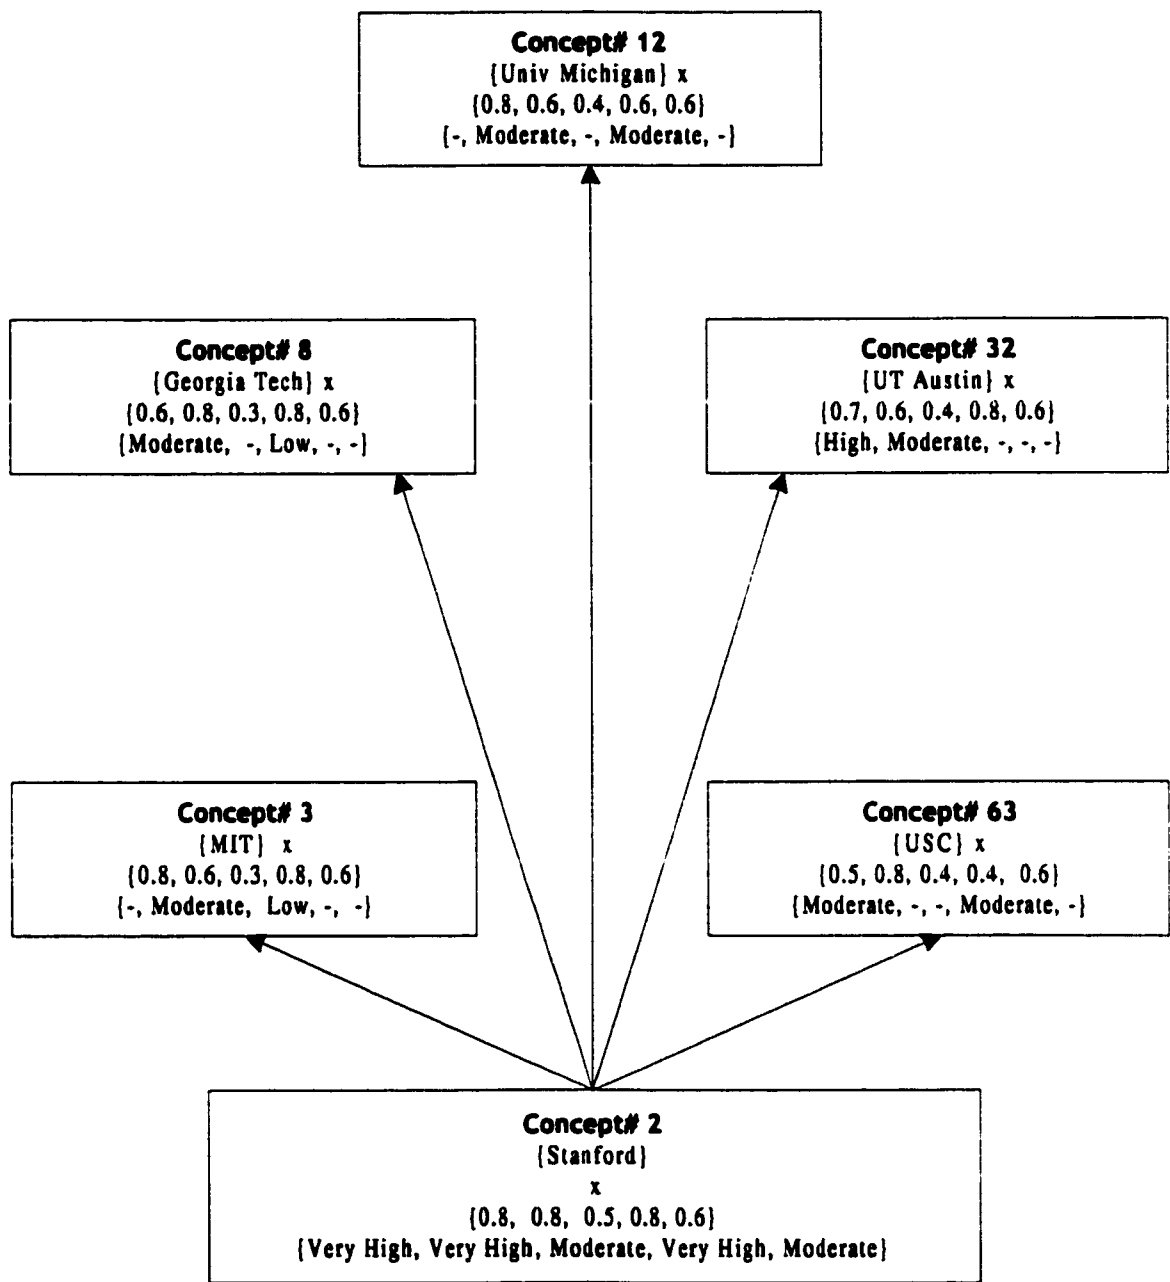 Concept# 12
{Univ Michigan} x
{0.8, 0.6, 0.4, 0.6, 0.6}
{-, Moderate, -, Moderate, -}
Concept# 8
{Georgia Tech} x
{0.6, 0.8, 0.3, 0.8, 0.6}
{Moderate, -, Low, -, -}
Concept# 32
{UT Austin} x
{0.7, 0.6, 0.4, 0.8, 0.6}
{High, Moderate, -, -, -}
Concept# 3
{MIT} x
{0.8, 0.6, 0.3, 0.8, 0.6}
{-, Moderate, Low, -, -}
Concept# 63
{USC} x
{0.5, 0.8, 0.4, 0.4, 0.6}
{Moderate, -, -, Moderate, -}
Concept# 2
{Stanford}
x
{0.8, 0.8, 0.5, 0.8, 0.6}
{Very High, Very High, Moderate, Very High, Moderate}